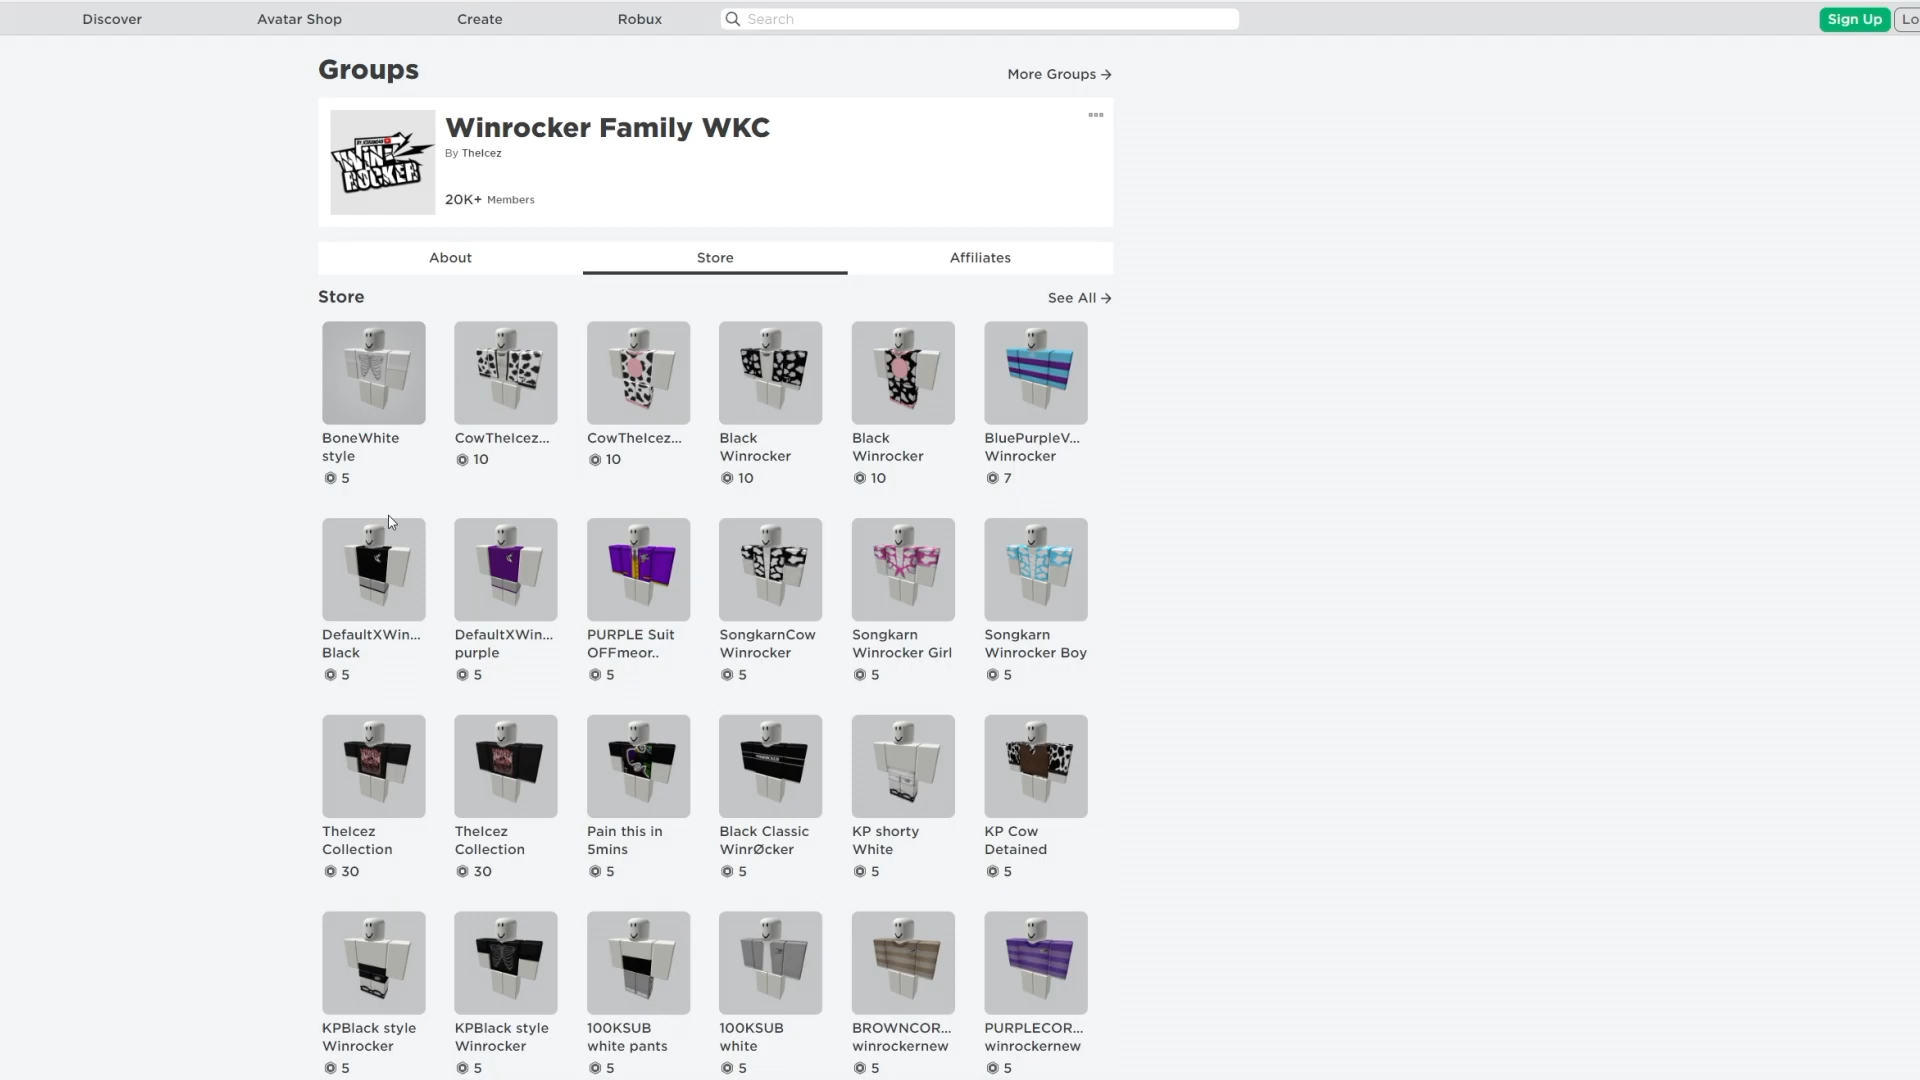 Discover
Avatar Shop
Create
Robux
Search
Sign Up
Lo
Groups
More Groups →
WIN-
ROCKER
Winrocker Family WKC
By TheIcez
20K+ Members
About
Store
Affiliates
Store
See All →
BoneWhite
style
5
CowTheIcez...
10
CowTheIcez...
10
Black
Winrocker
10
Black
Winrocker
10
BluePurpleV...
Winrocker
7
DefaultXWin...
Black
5
DefaultXWin...
purple
5
PURPLE Suit
OFFmeor..
5
SongkarnCow
Winrocker
5
Songkarn
Winrocker Girl
5
Songkarn
Winrocker Boy
5
TheIcez
Collection
30
TheIcez
Collection
30
Pain this in
5mins
5
Black Classic
WinrØcker
5
KP shorty
White
5
KP Cow
Detained
5
KPBlack style
Winrocker
5
KPBlack style
Winrocker
5
100KSUB
white pants
5
100KSUB
white
5
BROWNCOR...
winrockernew
5
PURPLECOR...
winrockernew
5